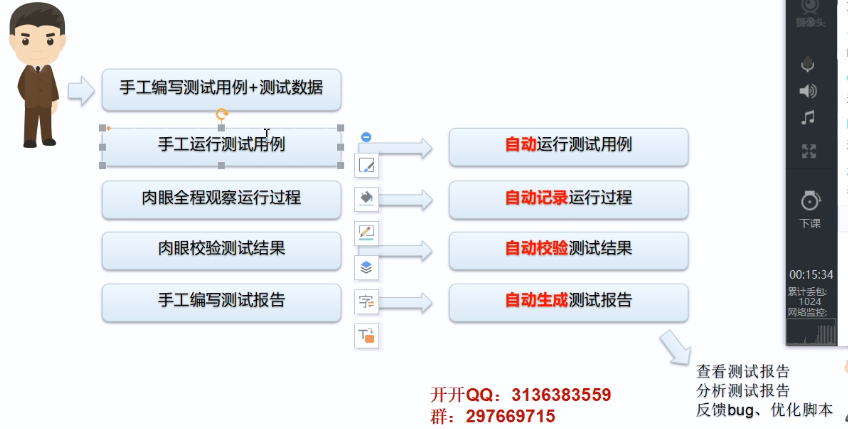 手工编写测试用例+测试数据
手工运行测试用例
自动运行测试用例
肉眼全程观察运行过程
自动记录运行过程
肉眼校验测试结果
自动校验测试结果
手工编写测试报告
自动生成测试报告
查看测试报告
分析测试报告
反馈bug、优化脚本
开开QQ：3136383559
群：297669715
摄像头
下课
00:15:34
累计丢包:
1024
网络监控:
字
T